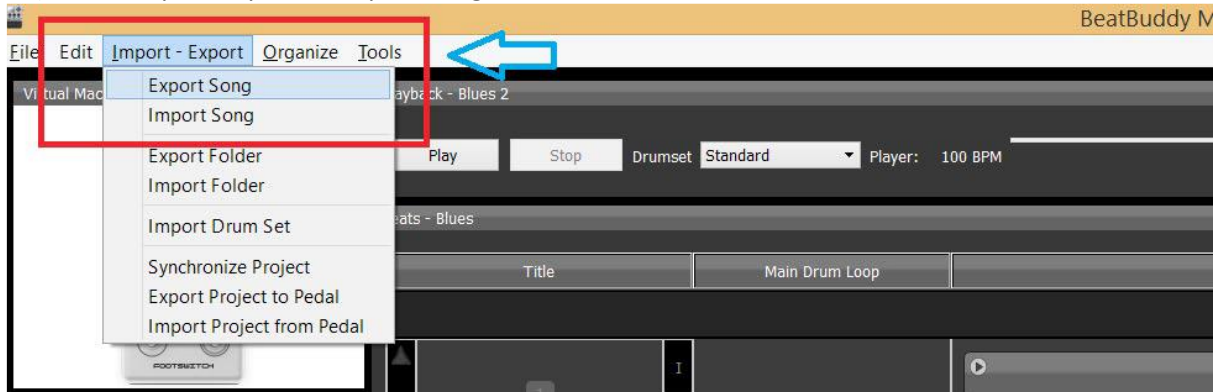 BeatBuddy M
File Edit Import - Export Organize Tools
Export Song
Import Song
Export Folder
Import Folder
Import Drum Set
Synchronize Project
Export Project to Pedal
Import Project from Pedal
Virtual Mac
ayback - Blues 2
Play Stop Drumset Standard Player: 100 BPM
eats - Blues
Title Main Drum Loop
I
FOOTSWITCH